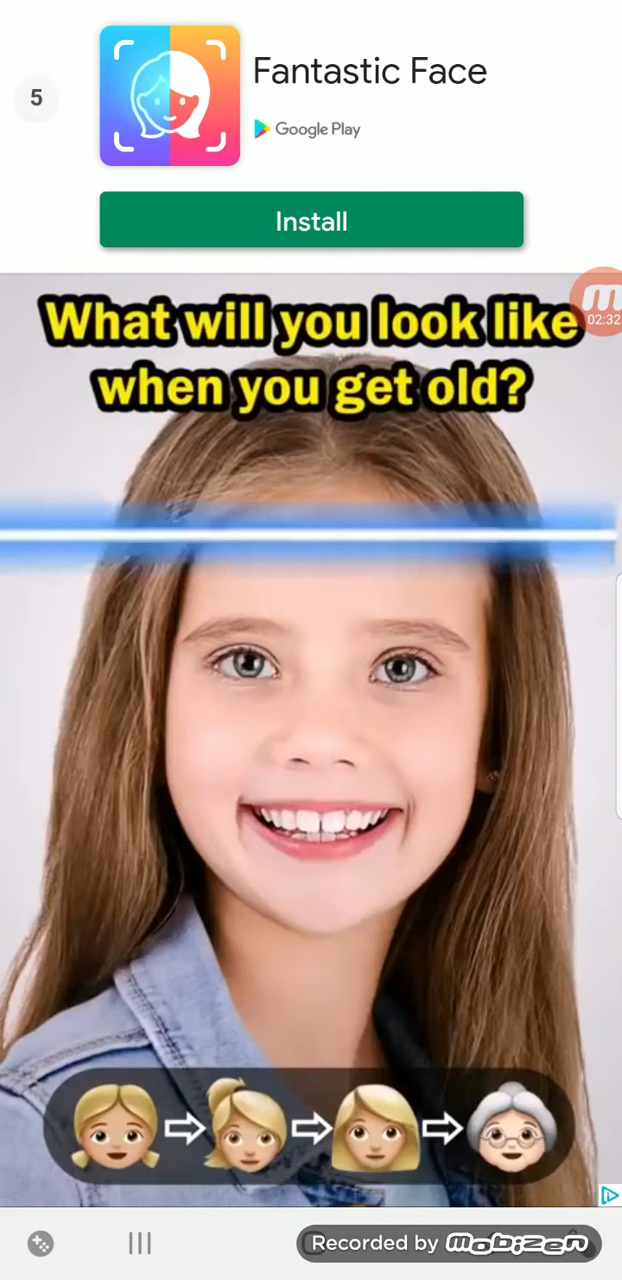 5
Fantastic Face
Google Play
Install
02:32
What will you look like
when you get old?
Recorded by mobizen